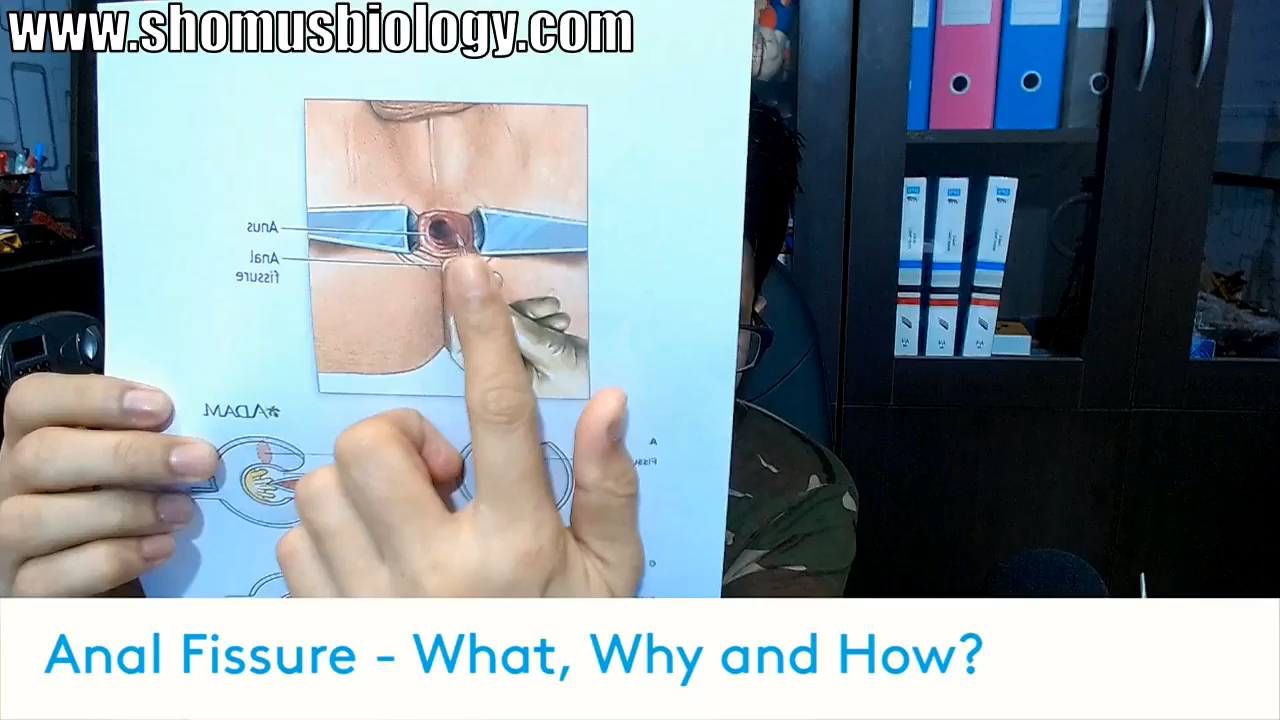 www.shomusbiology.com
Anus
Anal
fissure
ADAM
A
Anal Fissure - What, Why and How?